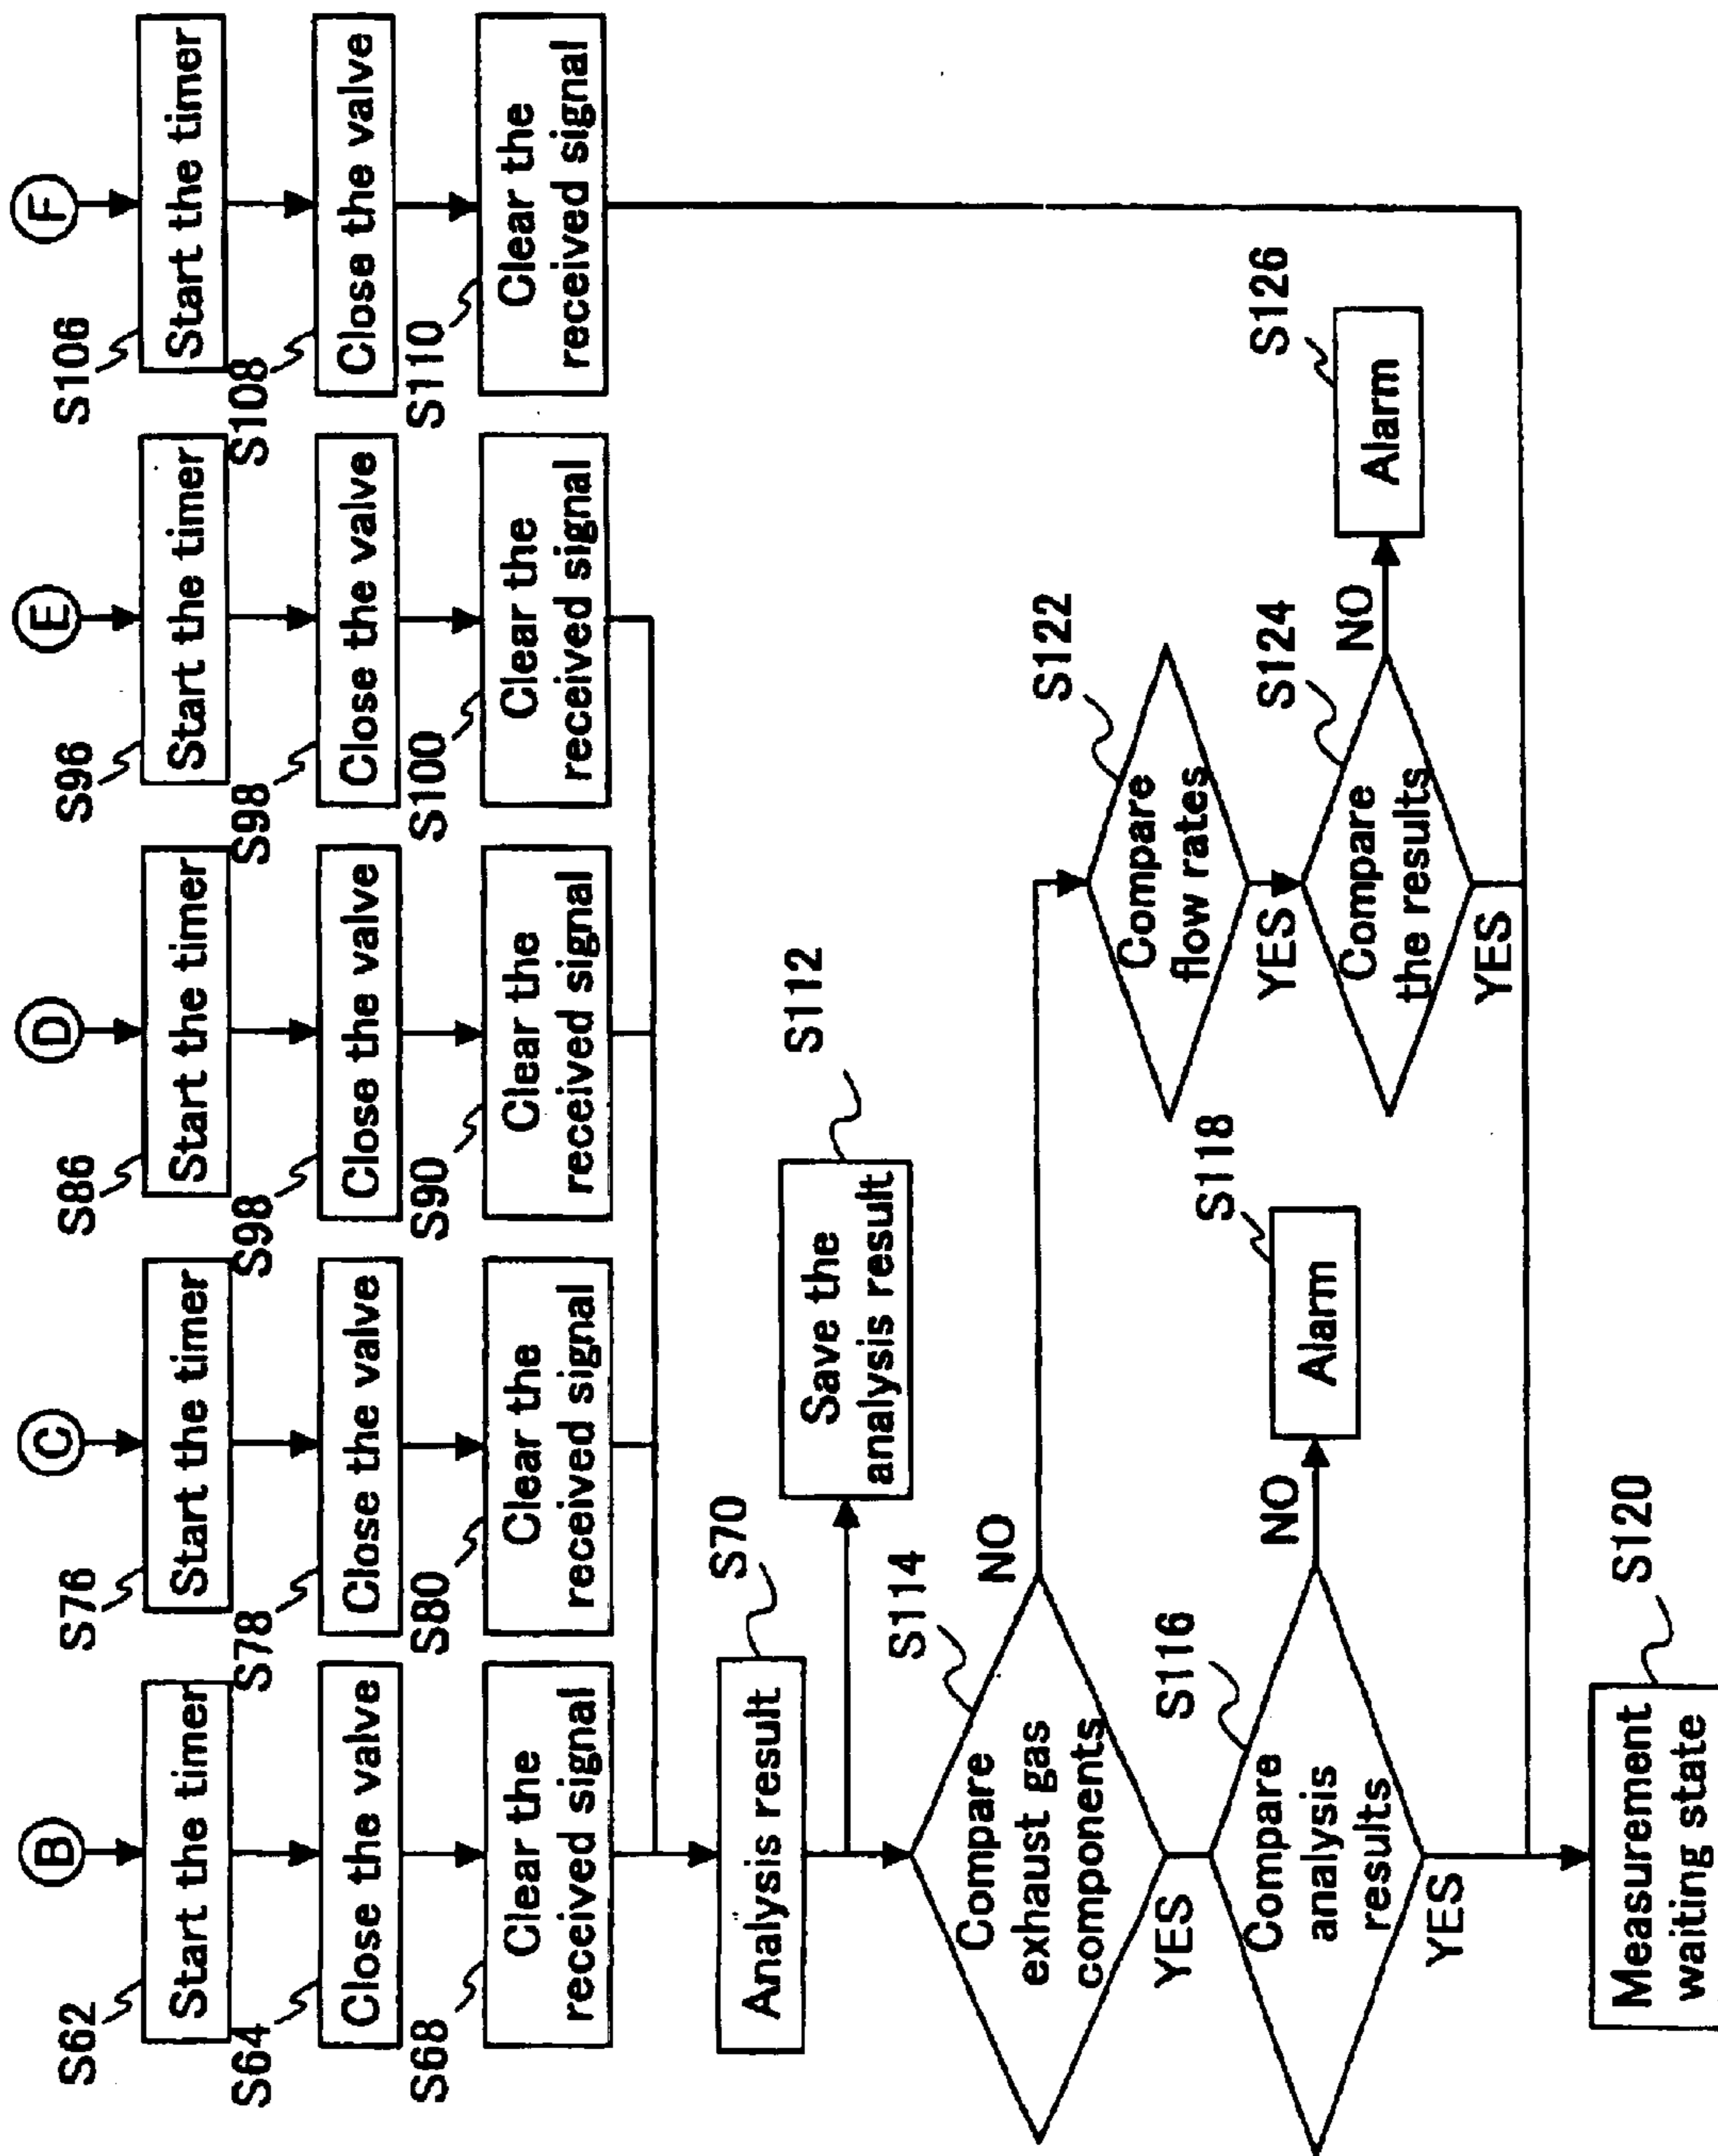 B
C
D
E
F
S62
Start the timer
S76
Start the timer
S86
Start the timer
S96
Start the timer
S106
Start the timer
S64
Close the valve
S78
Close the valve
S98
Close the valve
S98
Close the valve
S108
Close the valve
S68
Clear the
received signal
S80
Clear the
received signal
S90
Clear the
received signal
S100
Clear the
received signal
S110
Clear the
received signal
S70
Analysis result
S112
Save the
analysis result
S114
Compare
exhaust gas
components
NO
YES
S122
Compare
flow rates
YES
S116
Compare
analysis
results
NO
YES
S118
Alarm
S124
Compare
the results
NO
YES
S126
Alarm
S120
Measurement
waiting state